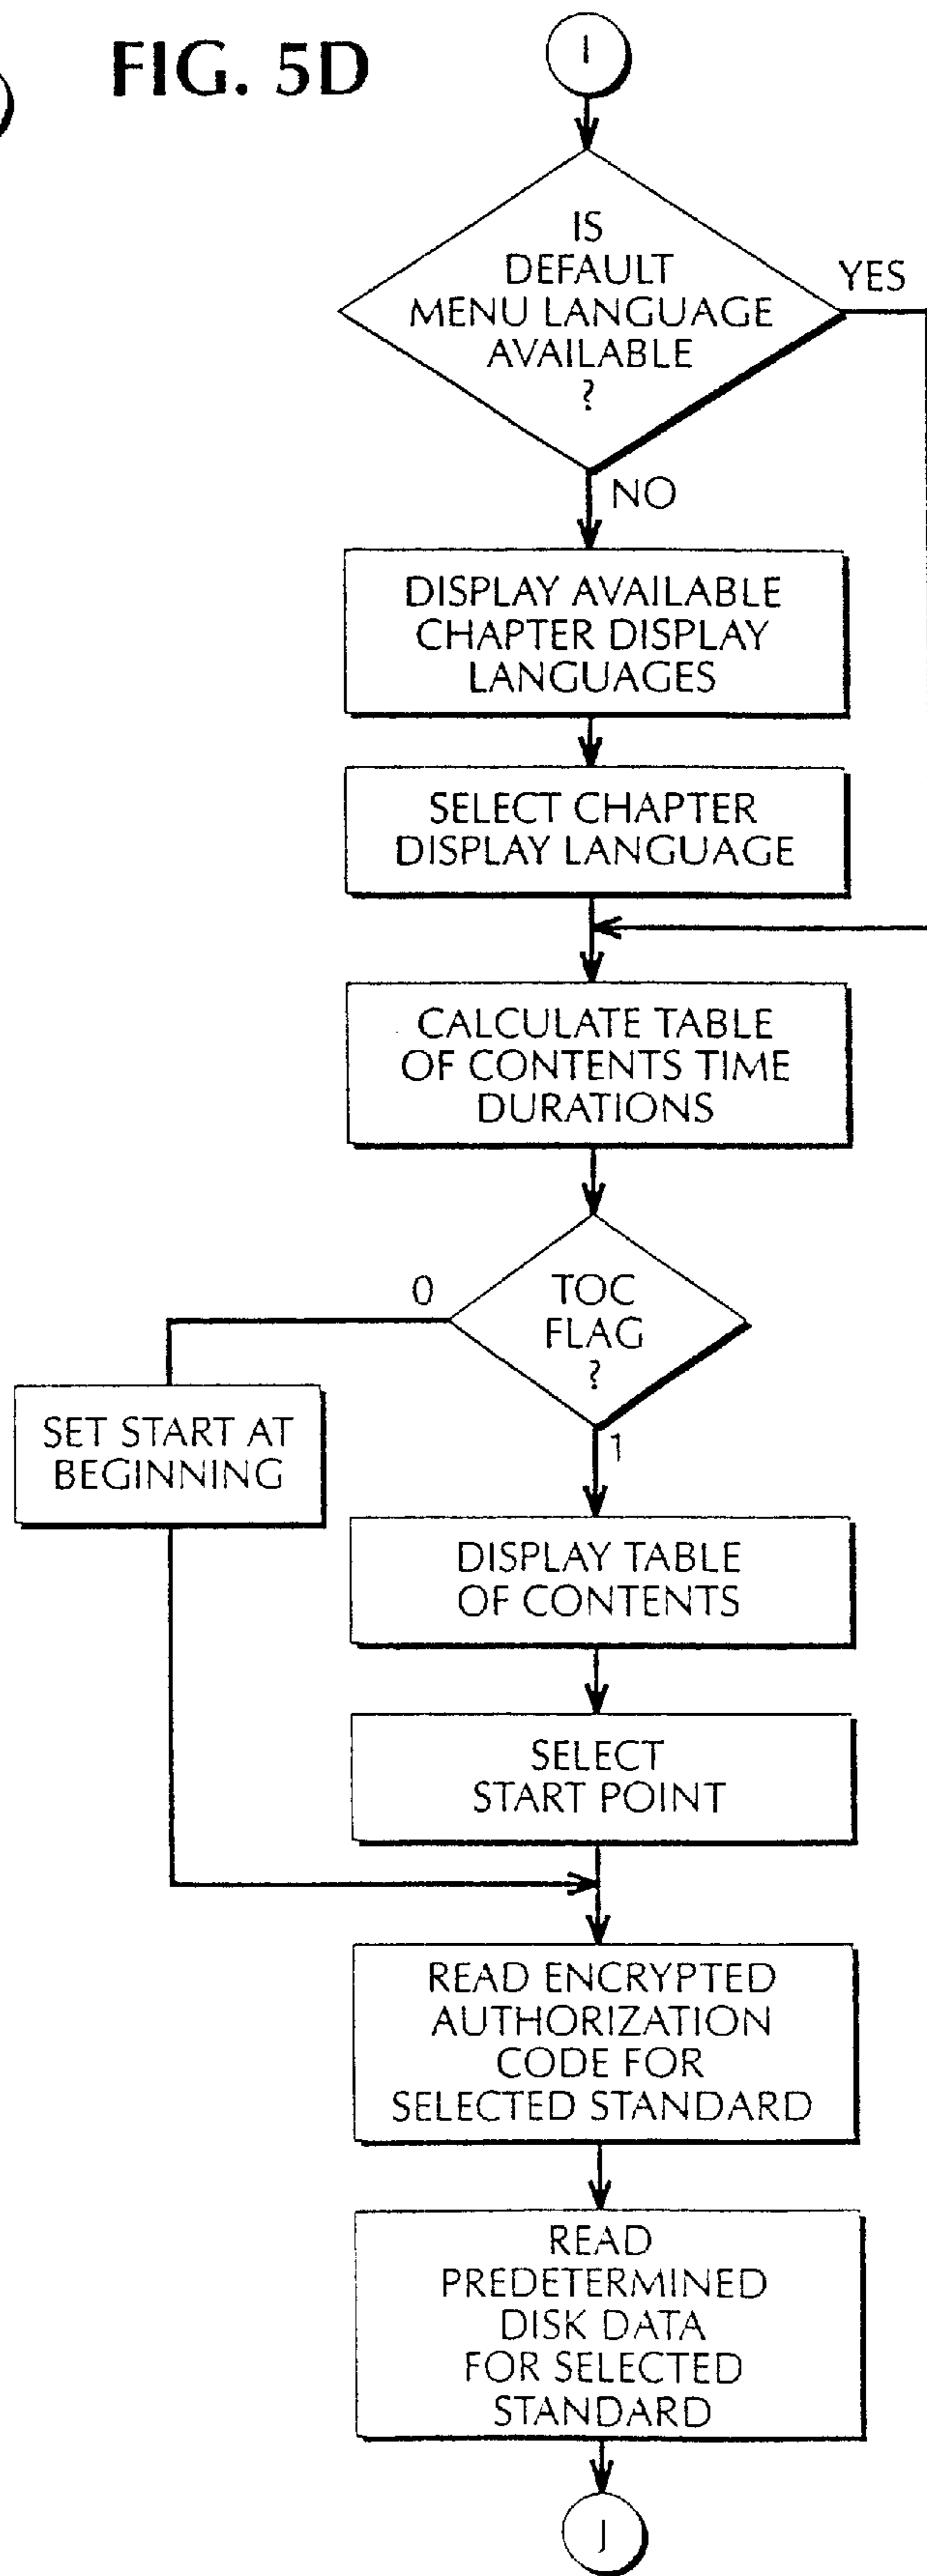 FIG. 5D
I
IS
DEFAULT
MENU LANGUAGE
AVAILABLE
?
YES
NO
DISPLAY AVAILABLE
CHAPTER DISPLAY
LANGUAGES
SELECT CHAPTER
DISPLAY LANGUAGE
CALCULATE TABLE
OF CONTENTS TIME
DURATIONS
0
TOC
FLAG
?
1
SET START AT
BEGINNING
DISPLAY TABLE
OF CONTENTS
SELECT
START POINT
READ ENCRYPTED
AUTHORIZATION
CODE FOR
SELECTED STANDARD
READ
PREDETERMINED
DISK DATA
FOR SELECTED
STANDARD
J